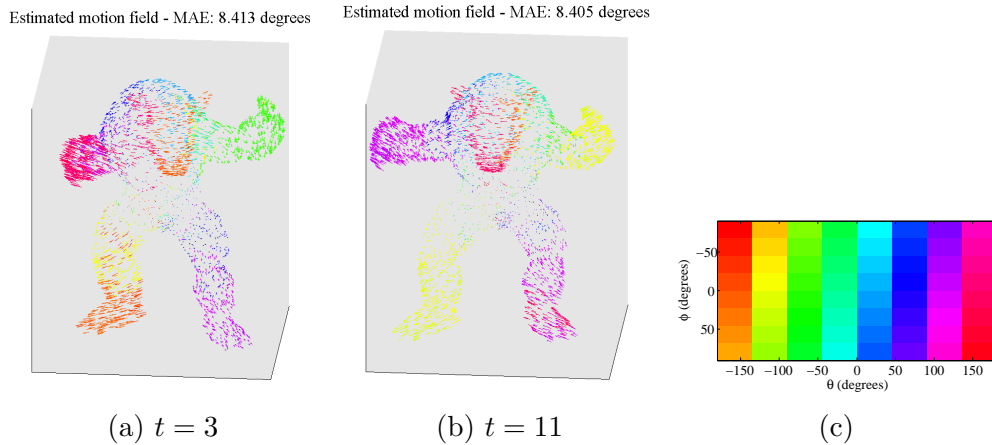 Estimated motion field - MAE: 8.413 degrees
Estimated motion field - MAE: 8.405 degrees
−50
0
50
ϕ (degrees)
−150 −100 −50 0 50 100 150
θ (degrees)
(a) t = 3
(b) t = 11
(c)